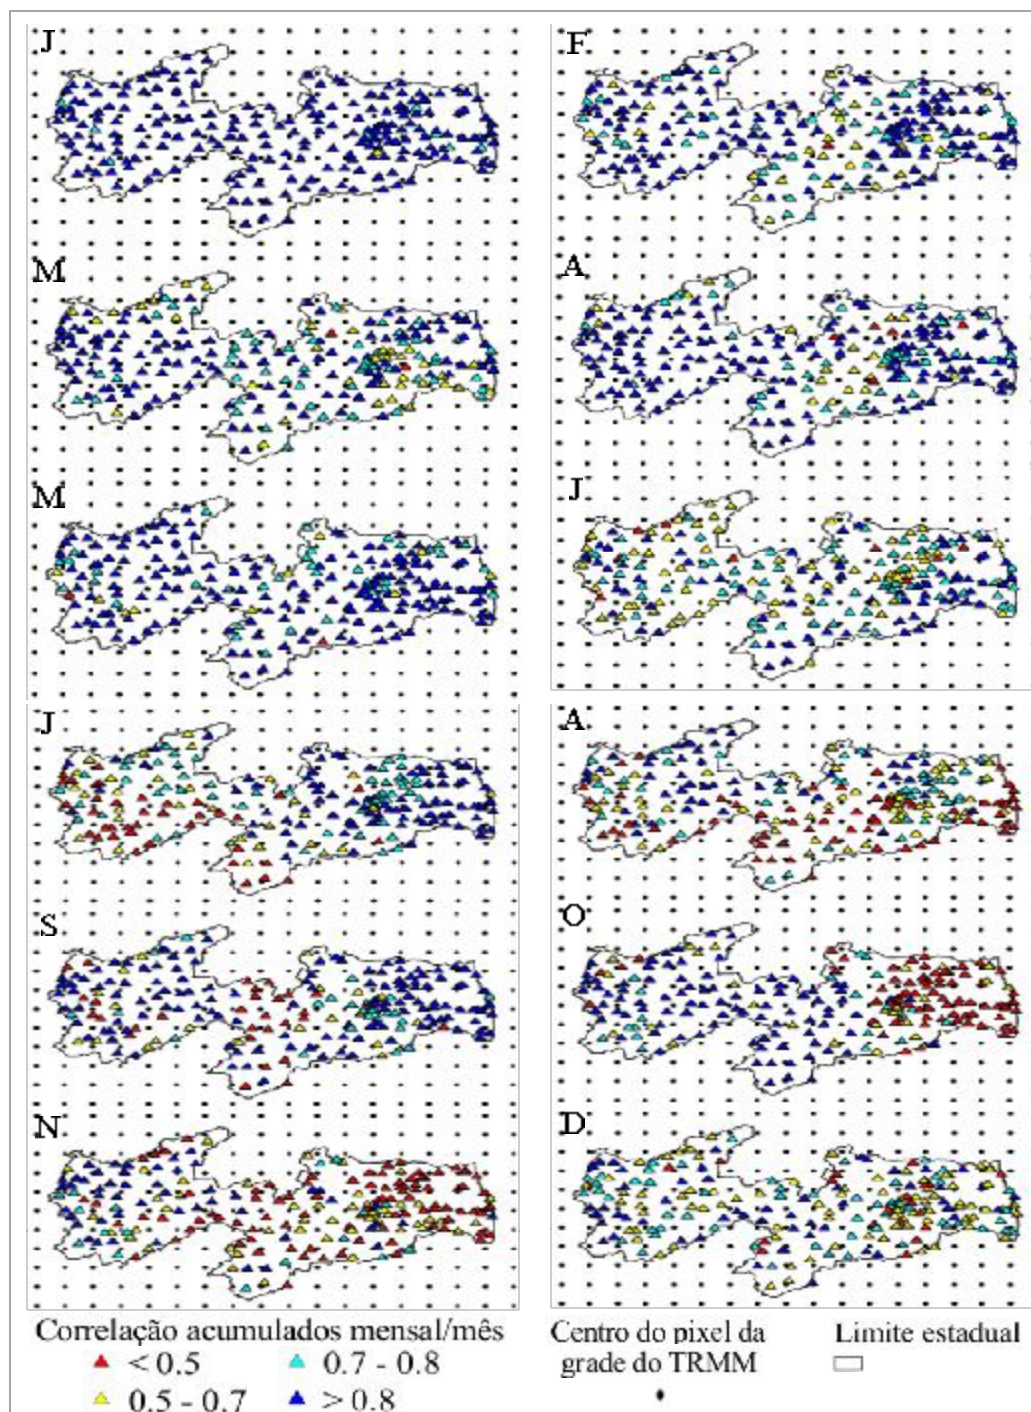 J
F
M
A
M
J
J
A
S
O
N
D
Correlação acumulados mensal/mês
< 0.5
0.7 - 0.8
0.5 - 0.7
> 0.8
Centro do pixel da
grade do TRMM
Limite estadual